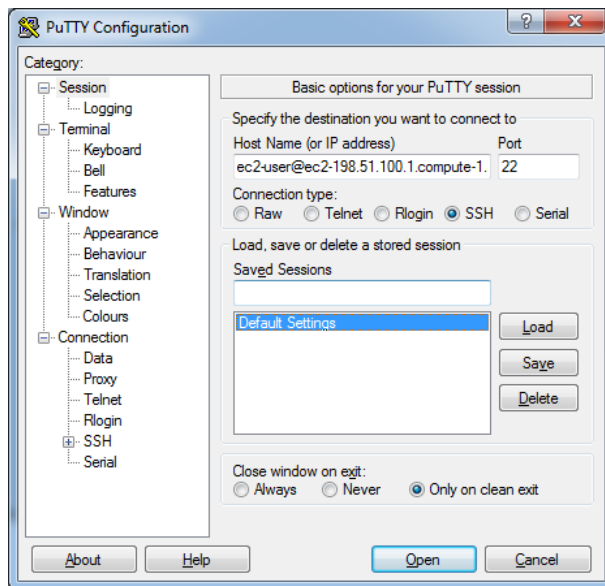 PuTTY Configuration
Category:
Session
Logging
Terminal
Keyboard
Bell
Features
Window
Appearance
Behaviour
Translation
Selection
Colours
Connection
Data
Proxy
Telnet
Rlogin
SSH
Serial
Basic options for your PuTTY session
Specify the destination you want to connect to
Host Name (or IP address) Port
ec2-user@ec2-198.51.100.1.compute-1. 22
Connection type:
Raw Telnet Rlogin SSH Serial
Load, save or delete a stored session
Saved Sessions
Default Settings
Load
Save
Delete
Close window on exit:
Always Never Only on clean exit
About Help Open Cancel